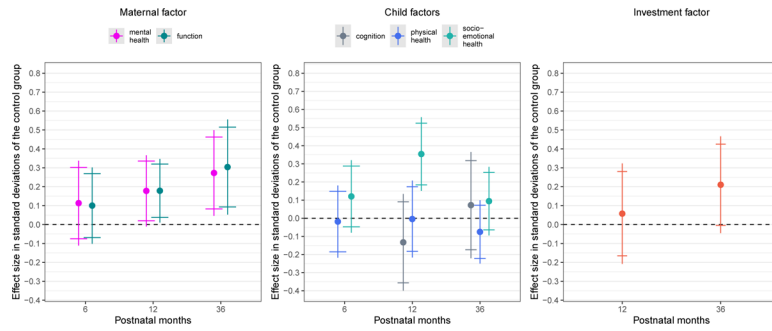 Maternal factor
mental
health
function
Effect size in standard deviations of the control group
0.8
0.7
0.6
0.5
0.4
0.3
0.2
0.1
0.0
−0.1
−0.2
−0.3
−0.4
6
12
36
Postnatal months
Child factors
cognition
physical
health
socio−
emotional
health
Effect size in standard deviations of the control group
0.8
0.7
0.6
0.5
0.4
0.3
0.2
0.1
0.0
−0.1
−0.2
−0.3
−0.4
6
12
36
Postnatal months
Investment factor
Effect size in standard deviations of the control group
0.8
0.7
0.6
0.5
0.4
0.3
0.2
0.1
0.0
−0.1
−0.2
−0.3
−0.4
12
36
Postnatal months